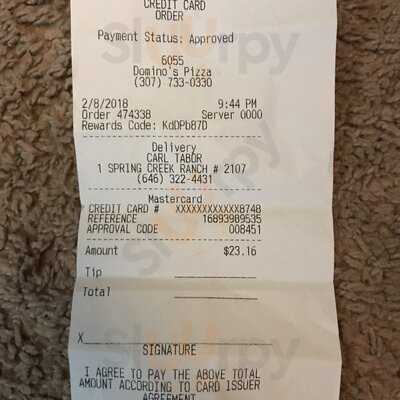 CREDIT CARD
ORDER
Payment Status: Approved
6055
Domino's Pizza
(307) 733-0330
2/8/2018 9:44 PM
Order 474338 Server 0000
Rewards Code: KdDPb87D
Delivery
CARL TABOR
1 SPRING CREEK RANCH # 2107
(646) 322-4431
Mastercard
CREDIT CARD # XXXXXXXXXXXX8748
REFERENCE 16893989535
APPROVAL CODE 008451
Amount $23.16
Tip
Total
X
SIGNATURE
I AGREE TO PAY THE ABOVE TOTAL
AMOUNT ACCORDING TO CARD ISSUER
AGREEMENT